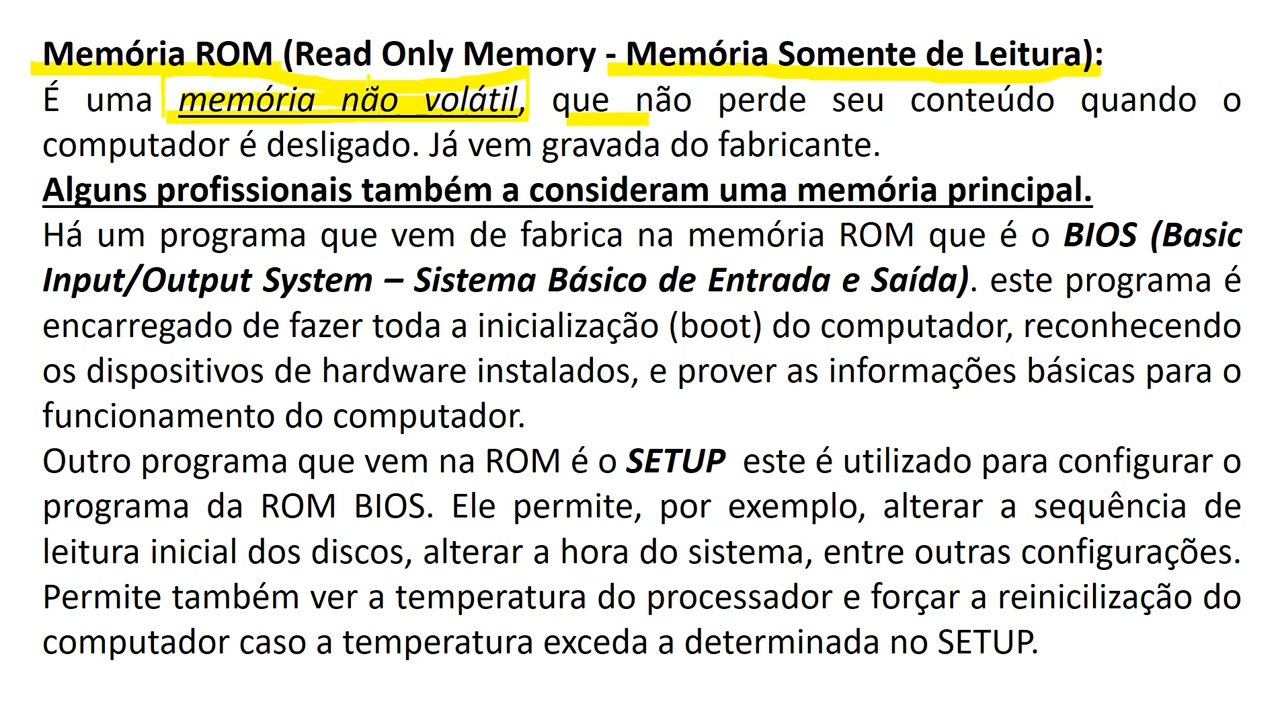 Memória ROM (Read Only Memory - Memória Somente de Leitura):
É uma memória não volátil, que não perde seu conteúdo quando o
computador é desligado. Já vem gravada do fabricante.
Alguns profissionais também a consideram uma memória principal.
Há um programa que vem de fabrica na memória ROM que é o BIOS (Basic
Input/Output System – Sistema Básico de Entrada e Saída). este programa é
encarregado de fazer toda a inicialização (boot) do computador, reconhecendo
os dispositivos de hardware instalados, e prover as informações básicas para o
funcionamento do computador.
Outro programa que vem na ROM é o SETUP este é utilizado para configurar o
programa da ROM BIOS. Ele permite, por exemplo, alterar a sequência de
leitura inicial dos discos, alterar a hora do sistema, entre outras configurações.
Permite também ver a temperatura do processador e forçar a reinicilização do
computador caso a temperatura exceda a determinada no SETUP.